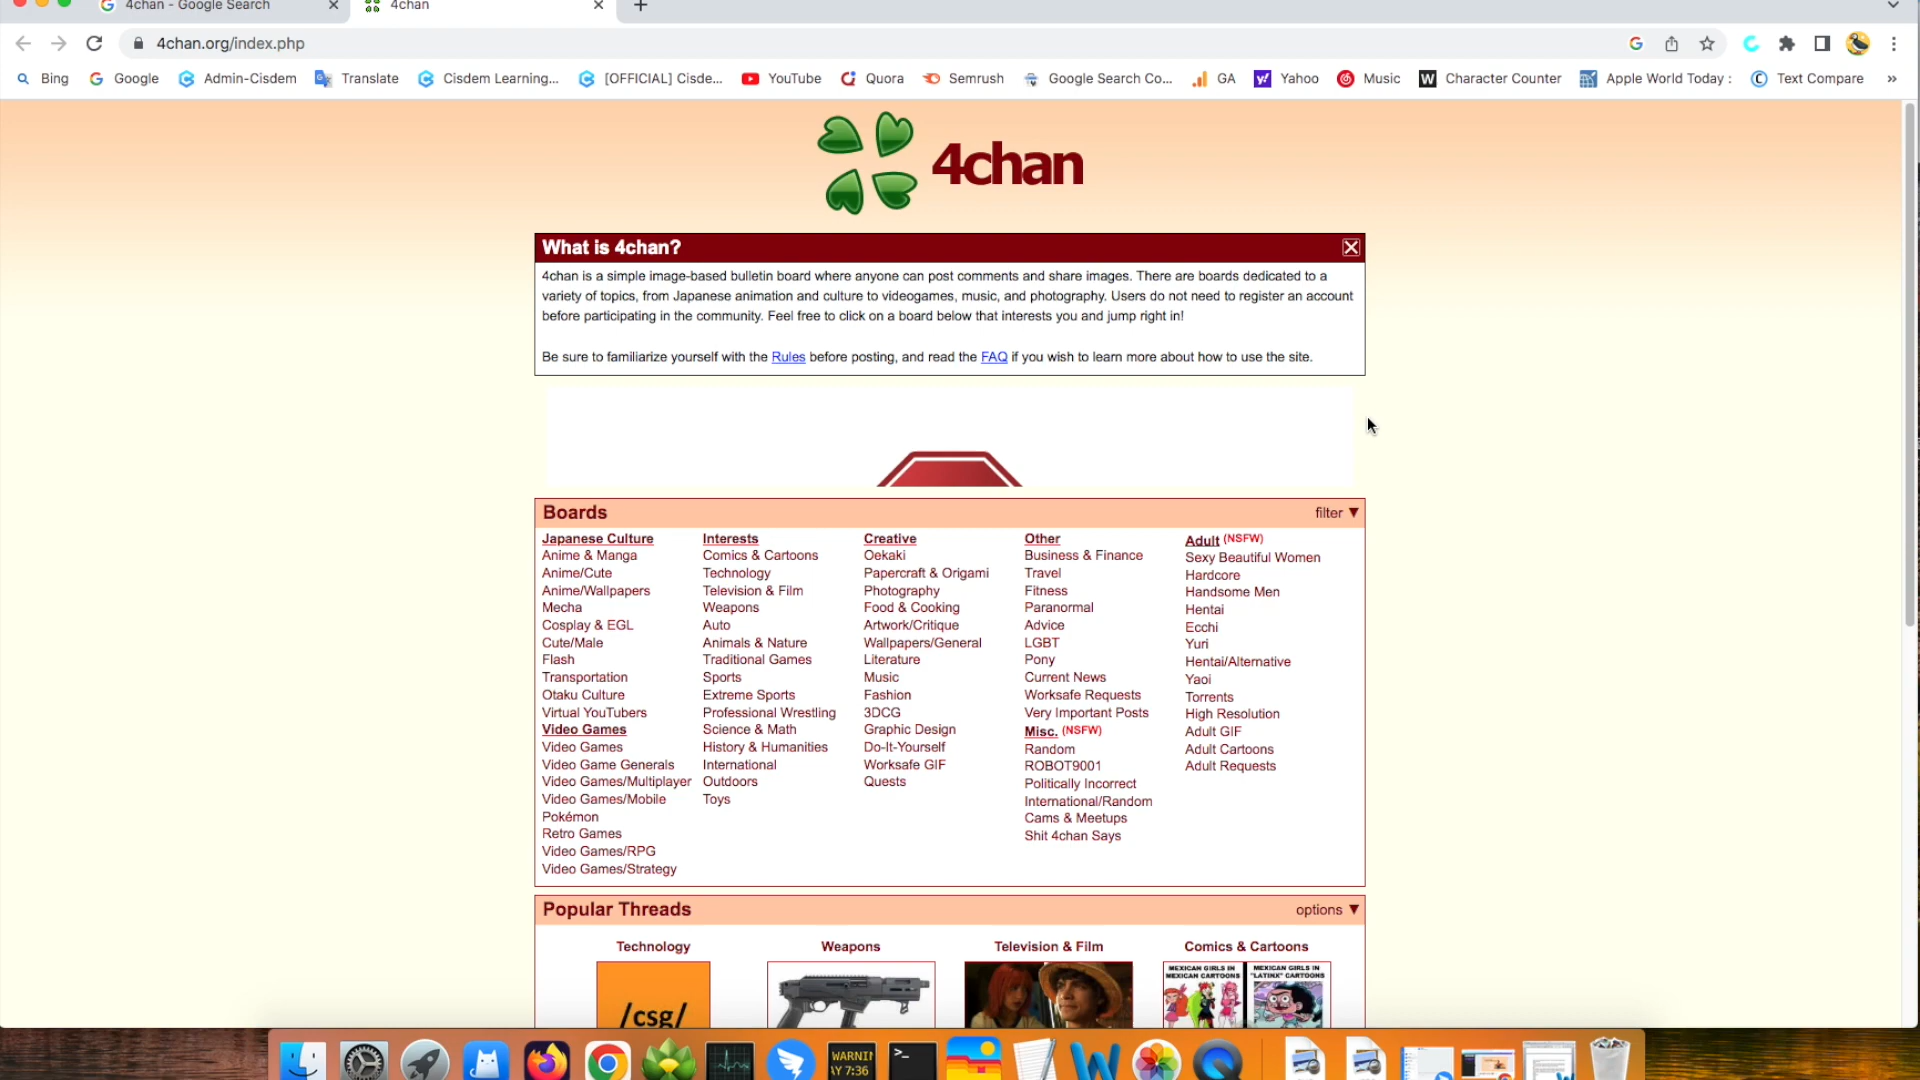 4chan - Google Search
4chan
4chan.org/index.php
Bing Google Admin-Cisdem Translate Cisdem Learning... [OFFICIAL] Cisde... YouTube Quora Semrush Google Search Co... GA Yahoo Music Character Counter Apple World Today : Text Compare »
4chan
What is 4chan?
4chan is a simple image-based bulletin board where anyone can post comments and share images. There are boards dedicated to a
variety of topics, from Japanese animation and culture to videogames, music, and photography. Users do not need to register an account
before participating in the community. Feel free to click on a board below that interests you and jump right in!
Be sure to familiarize yourself with the Rules before posting, and read the FAQ if you wish to learn more about how to use the site.
Boards
filter ▼
Japanese Culture
Anime & Manga
Anime/Cute
Anime/Wallpapers
Mecha
Cosplay & EGL
Cute/Male
Flash
Transportation
Otaku Culture
Virtual YouTubers
Video Games
Video Games
Video Game Generals
Video Games/Multiplayer
Video Games/Mobile
Pokémon
Retro Games
Video Games/RPG
Video Games/Strategy
Interests
Comics & Cartoons
Technology
Television & Film
Weapons
Auto
Animals & Nature
Traditional Games
Sports
Extreme Sports
Professional Wrestling
Science & Math
History & Humanities
International
Outdoors
Toys
Creative
Oekaki
Papercraft & Origami
Photography
Food & Cooking
Artwork/Critique
Wallpapers/General
Literature
Music
Fashion
3DCG
Graphic Design
Do-It-Yourself
Worksafe GIF
Quests
Other
Business & Finance
Travel
Fitness
Paranormal
Advice
LGBT
Pony
Current News
Worksafe Requests
Very Important Posts
Misc. (NSFW)
Random
ROBOT9001
Politically Incorrect
International/Random
Cams & Meetups
Shit 4chan Says
Adult (NSFW)
Sexy Beautiful Women
Hardcore
Handsome Men
Hentai
Ecchi
Yuri
Hentai/Alternative
Yaoi
Torrents
High Resolution
Adult GIF
Adult Cartoons
Adult Requests
Popular Threads
options ▼
Technology
Weapons
Television & Film
Comics & Cartoons
/csg/
MEXICAN GIRLS IN
MEXICAN CARTOONS
MEXICAN GIRLS IN
"LATINX" CARTOONS
WARNIN
AY 7:36